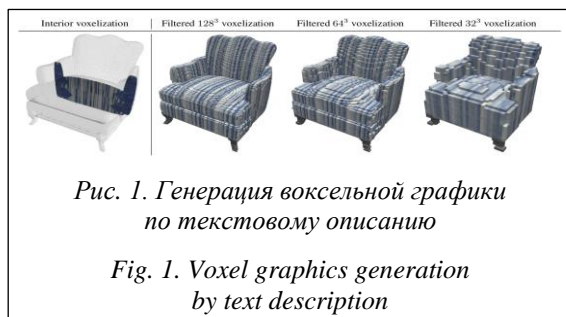 Interior voxelization Filtered 128³ voxelization Filtered 64³ voxelization Filtered 32³ voxelization
Рис. 1. Генерация воксельной графики
по текстовому описанию
Fig. 1. Voxel graphics generation
by text description